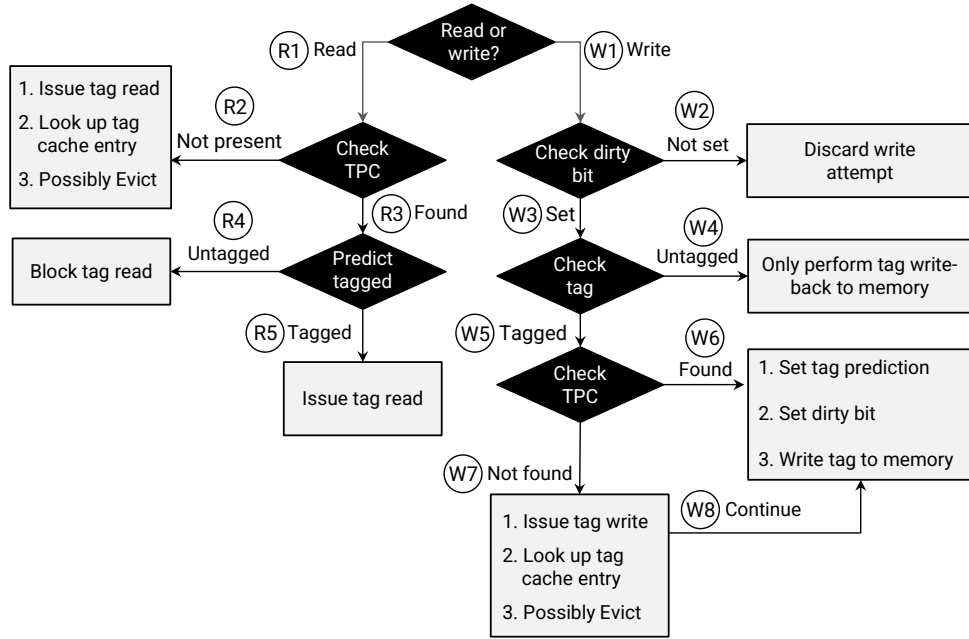 Read or
write?
R1 Read
W1 Write
1. Issue tag read
2. Look up tag
cache entry
3. Possibly Evict
R2
Not present
Check
TPC
Check dirty
bit
W2
Not set
Discard write
attempt
R3 Found
W3 Set
Block tag read
R4
Untagged
Predict
tagged
Check
tag
W4
Untagged
Only perform tag write-
back to memory
R5 Tagged
W5 Tagged
Issue tag read
Check
TPC
W6
Found
1. Set tag prediction
2. Set dirty bit
3. Write tag to memory
W7 Not found
1. Issue tag write
2. Look up tag
cache entry
3. Possibly Evict
W8 Continue